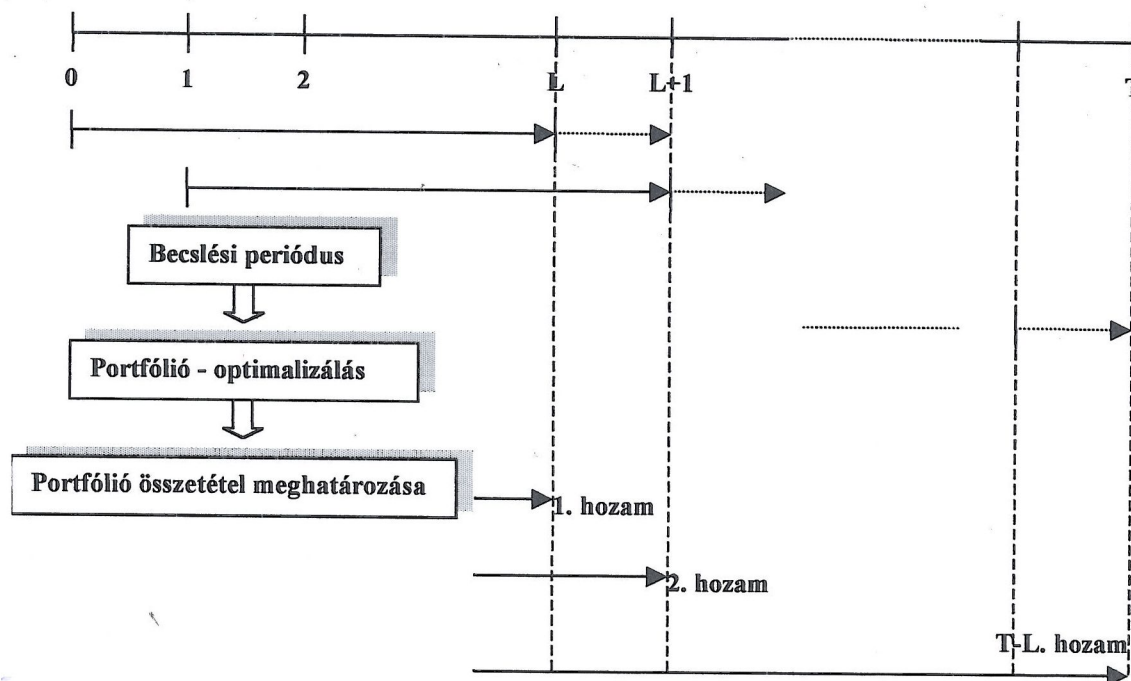 0 1 2 L L+1 T
Becslési periódus
Portfólió - optimalizálás
Portfólió összetétel meghatározása
1. hozam
2. hozam
T-L. hozam